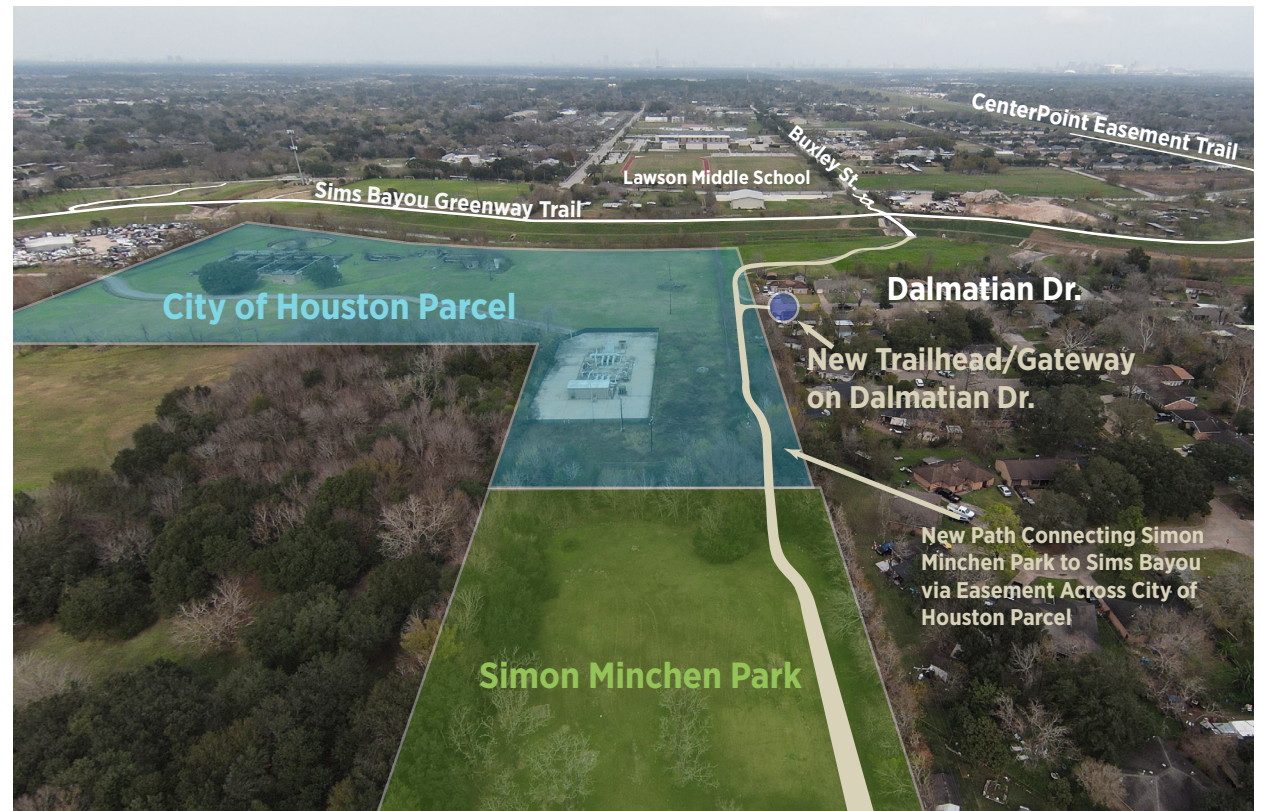 CenterPoint Easement Trail
Buxley St.
Lawson Middle School
Sims Bayou Greenway Trail
City of Houston Parcel
Dalmatian Dr.
New Trailhead/Gateway
on Dalmatian Dr.
New Path Connecting Simon
Minchen Park to Sims Bayou
via Easement Across City of
Houston Parcel
Simon Minchen Park